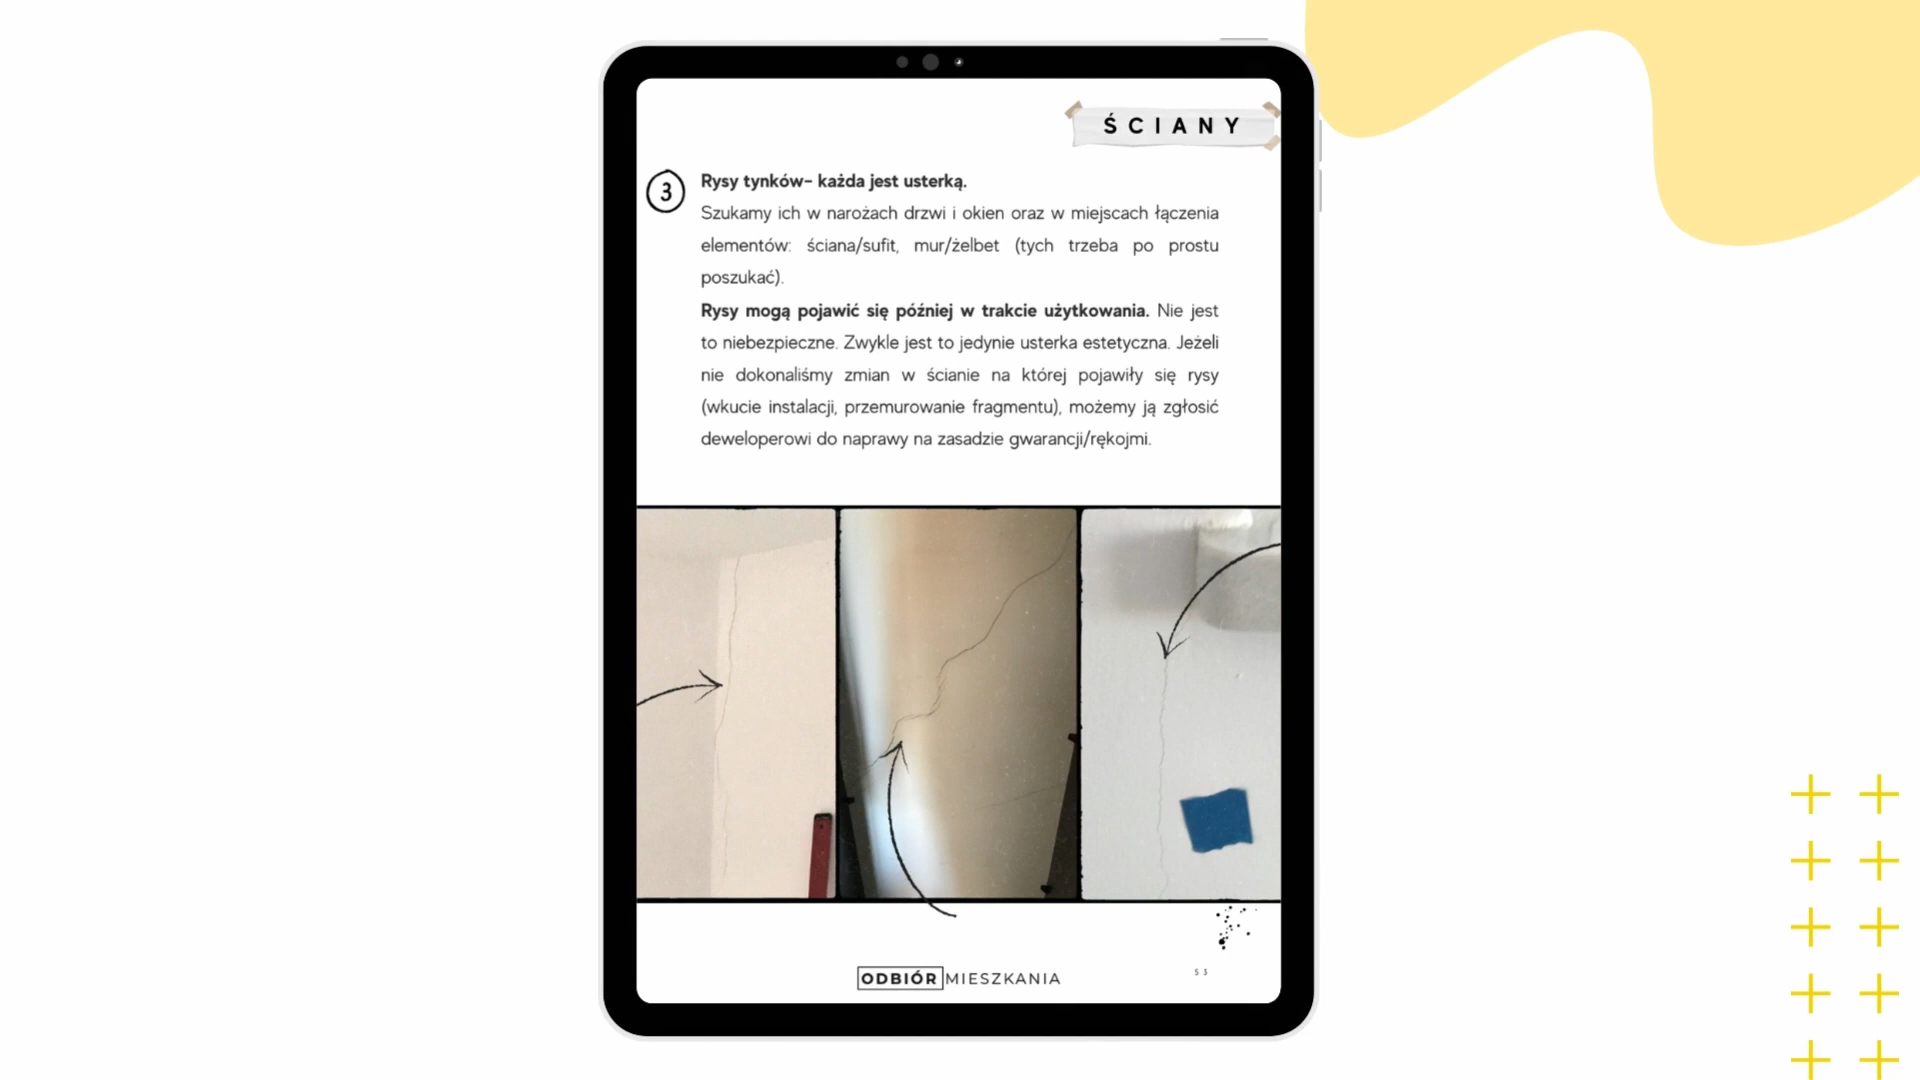 ŚCIANY
3
Rysy tynków– każda jest usterką.
Szukamy ich w narożach drzwi i okien oraz w miejscach łączenia
elementów: ściana/sufit, mur/żelbet (tych trzeba po prostu
poszukać).
Rysy mogą pojawić się później w trakcie użytkowania. Nie jest
to niebezpieczne. Zwykle jest to jedynie usterka estetyczna. Jeżeli
nie dokonaliśmy zmian w ścianie na której pojawiły się rysy
(wkucie instalacji, przemurowanie fragmentu), możemy ją zgłosić
deweloperowi do naprawy na zasadzie gwarancji/rękojmi.
ODBIÓR MIESZKANIA
53